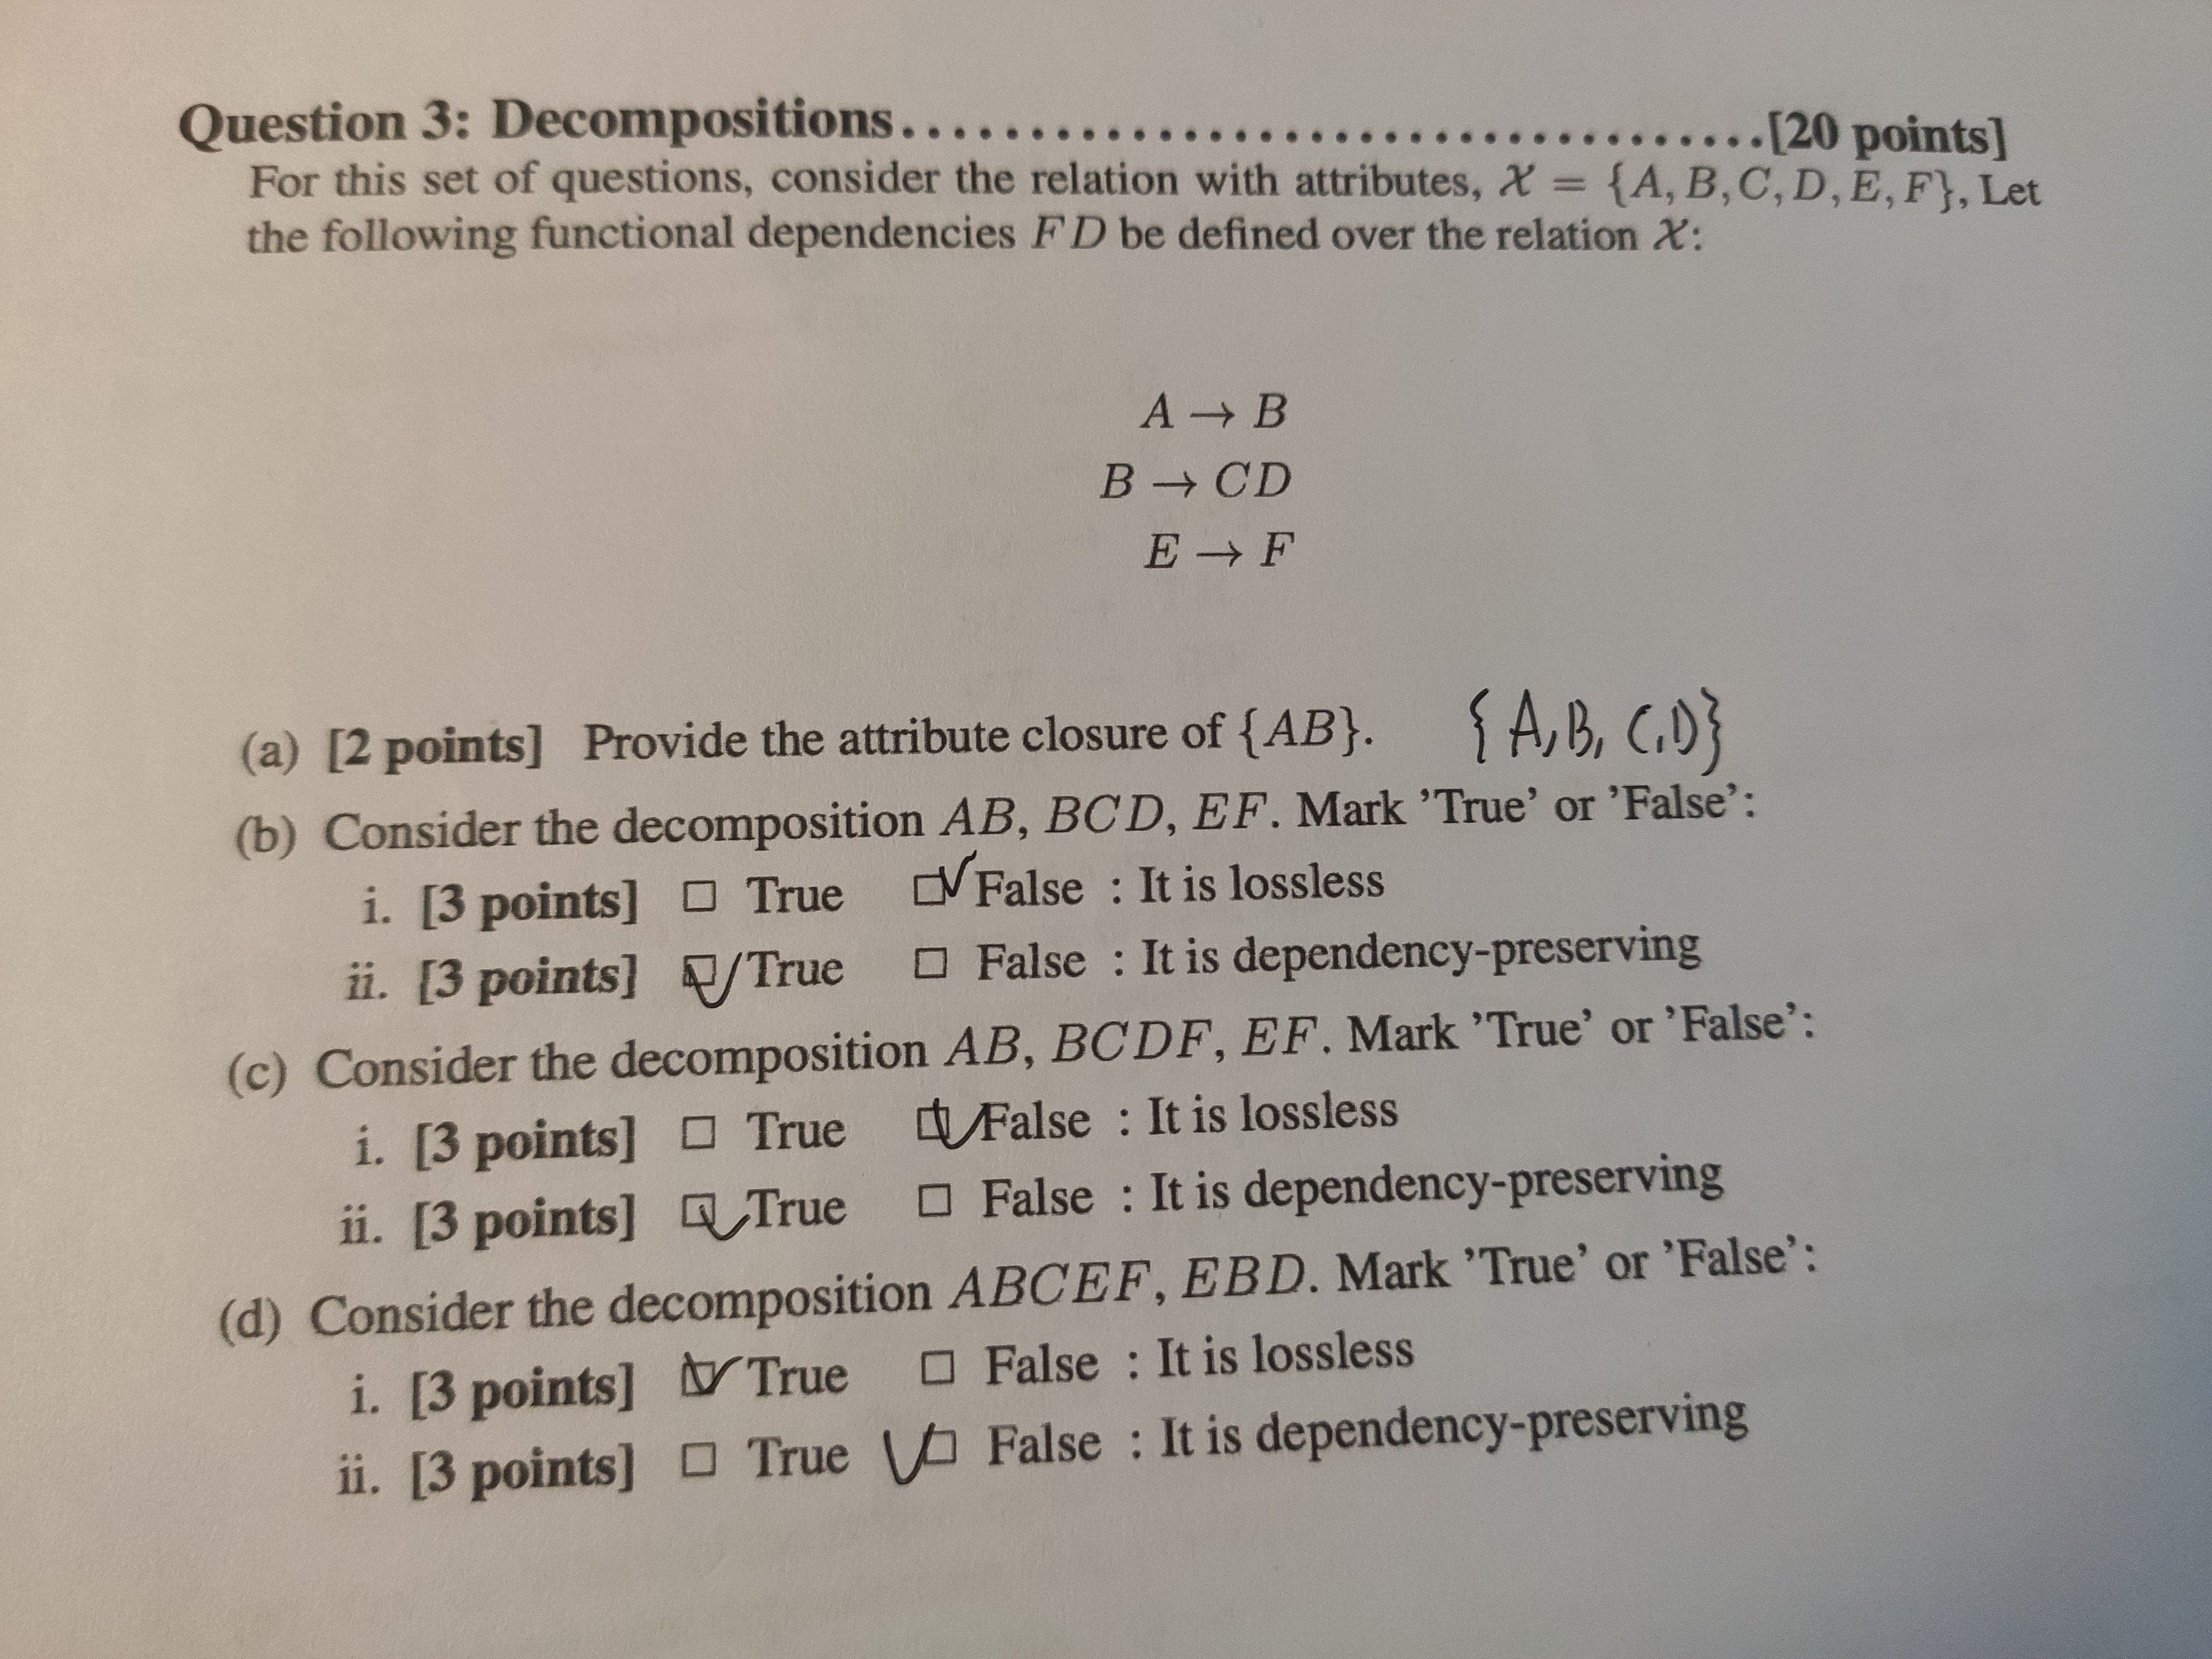 Question 3: Decompositions..................................[20 points]
For this set of questions, consider the relation with attributes, 𝒳 = {A, B, C, D, E, F}, Let
the following functional dependencies FD be defined over the relation 𝒳:
A → B
B → CD
E → F
(a) [2 points] Provide the attribute closure of {AB}. {A,B, C,D}
(b) Consider the decomposition AB, BCD, EF. Mark ’True’ or ’False’:
i. [3 points] ☐ True ☑ False : It is lossless
ii. [3 points] ☑ True ☐ False : It is dependency-preserving
(c) Consider the decomposition AB, BCDF, EF. Mark ’True’ or ’False’:
i. [3 points] ☐ True ☑ False : It is lossless
ii. [3 points] ☑ True ☐ False : It is dependency-preserving
(d) Consider the decomposition ABCEF, EBD. Mark ’True’ or ’False’:
i. [3 points] ☑ True ☐ False : It is lossless
ii. [3 points] ☐ True ☑ False : It is dependency-preserving